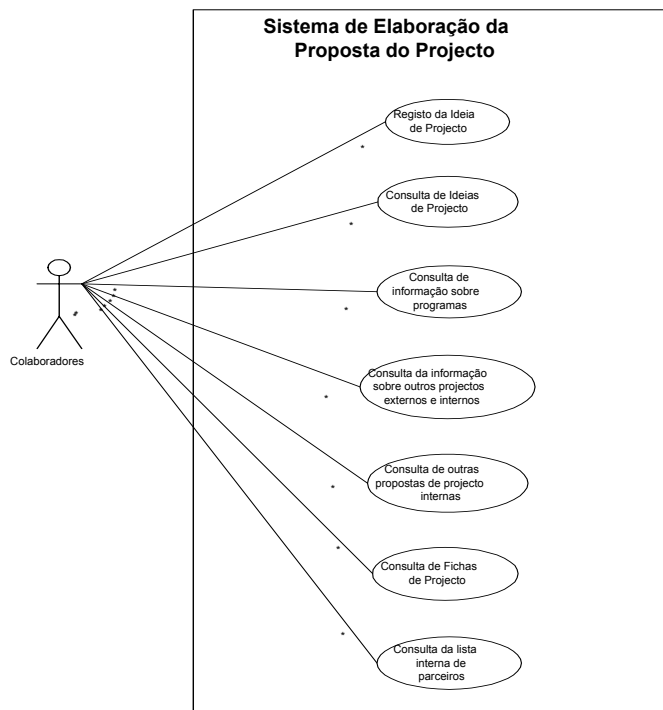 Sistema de Elaboração da
Proposta do Projecto
Registo da Ideia
de Projecto
*
Consulta de Ideias
de Projecto
*
Consulta de
informação sobre
programas
*
Colaboradores
Consulta da informação
sobre outros projectos
externos e internos
*
Consulta de outras
propostas de projecto
internas
*
Consulta de Fichas
de Projecto
*
Consulta da lista
interna de
parceiros
*